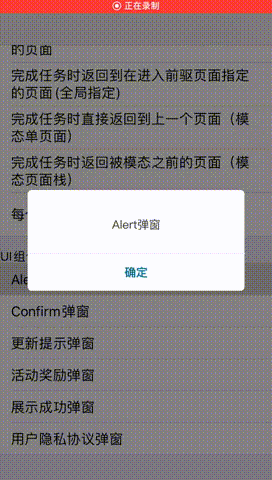 正在录制
的页面
完成任务时返回到在进入前驱页面指定
的页面(全局指定)
完成任务时直接返回到上一个页面（模
态单页面）
完成任务时返回被模态之前的页面（模
态页面栈）
每
Alert弹窗
UI组
Ale
确定
Confirm弹窗
更新提示弹窗
活动奖励弹窗
展示成功弹窗
用户隐私协议弹窗